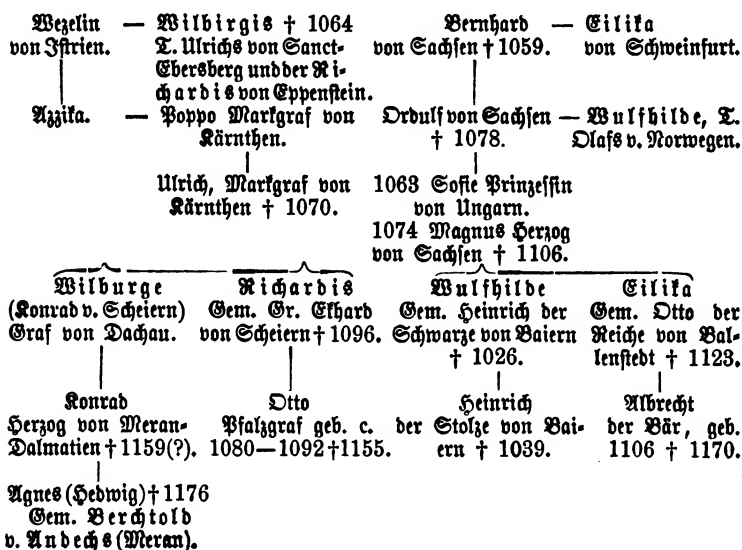 Wezelin — Wilbirgis † 1064 Bernhard — Eilika
von Istrien. T. Ulrichs von Sanct- von Sachsen † 1059. von Schweinfurt.
Ebersberg und der Ri-
chardis von Eppenstein.
Azzika. — Poppo Markgraf von Ordulf von Sachsen — Wulfhilde, T.
Kärnthen. † 1078. Olafs v. Norwegen.
Ulrich, Markgraf von 1063 Sofie Prinzessin
Kärnthen † 1070. von Ungarn.
1074 Magnus Herzog
von Sachsen † 1106.
Wilburge Richardis Wulfhilde Eilika
(Konrad v. Scheiern) Gem. Gr. Ekhard Gem. Heinrich der Gem. Otto der
Graf von Dachau. von Scheiern † 1096. Schwarze von Baiern Reiche von Bal-
† 1026. lenstedt † 1123.
Konrad Otto Heinrich Albrecht
Herzog von Meran- Pfalzgraf geb. c. der Stolze von Bai- der Bär, geb.
Dalmatien † 1159(?). 1080—1092 †1155. ern † 1039. 1106 † 1170.
Agnes (Hedwig) † 1176
Gem. Berchtold
v. Andechs (Meran).